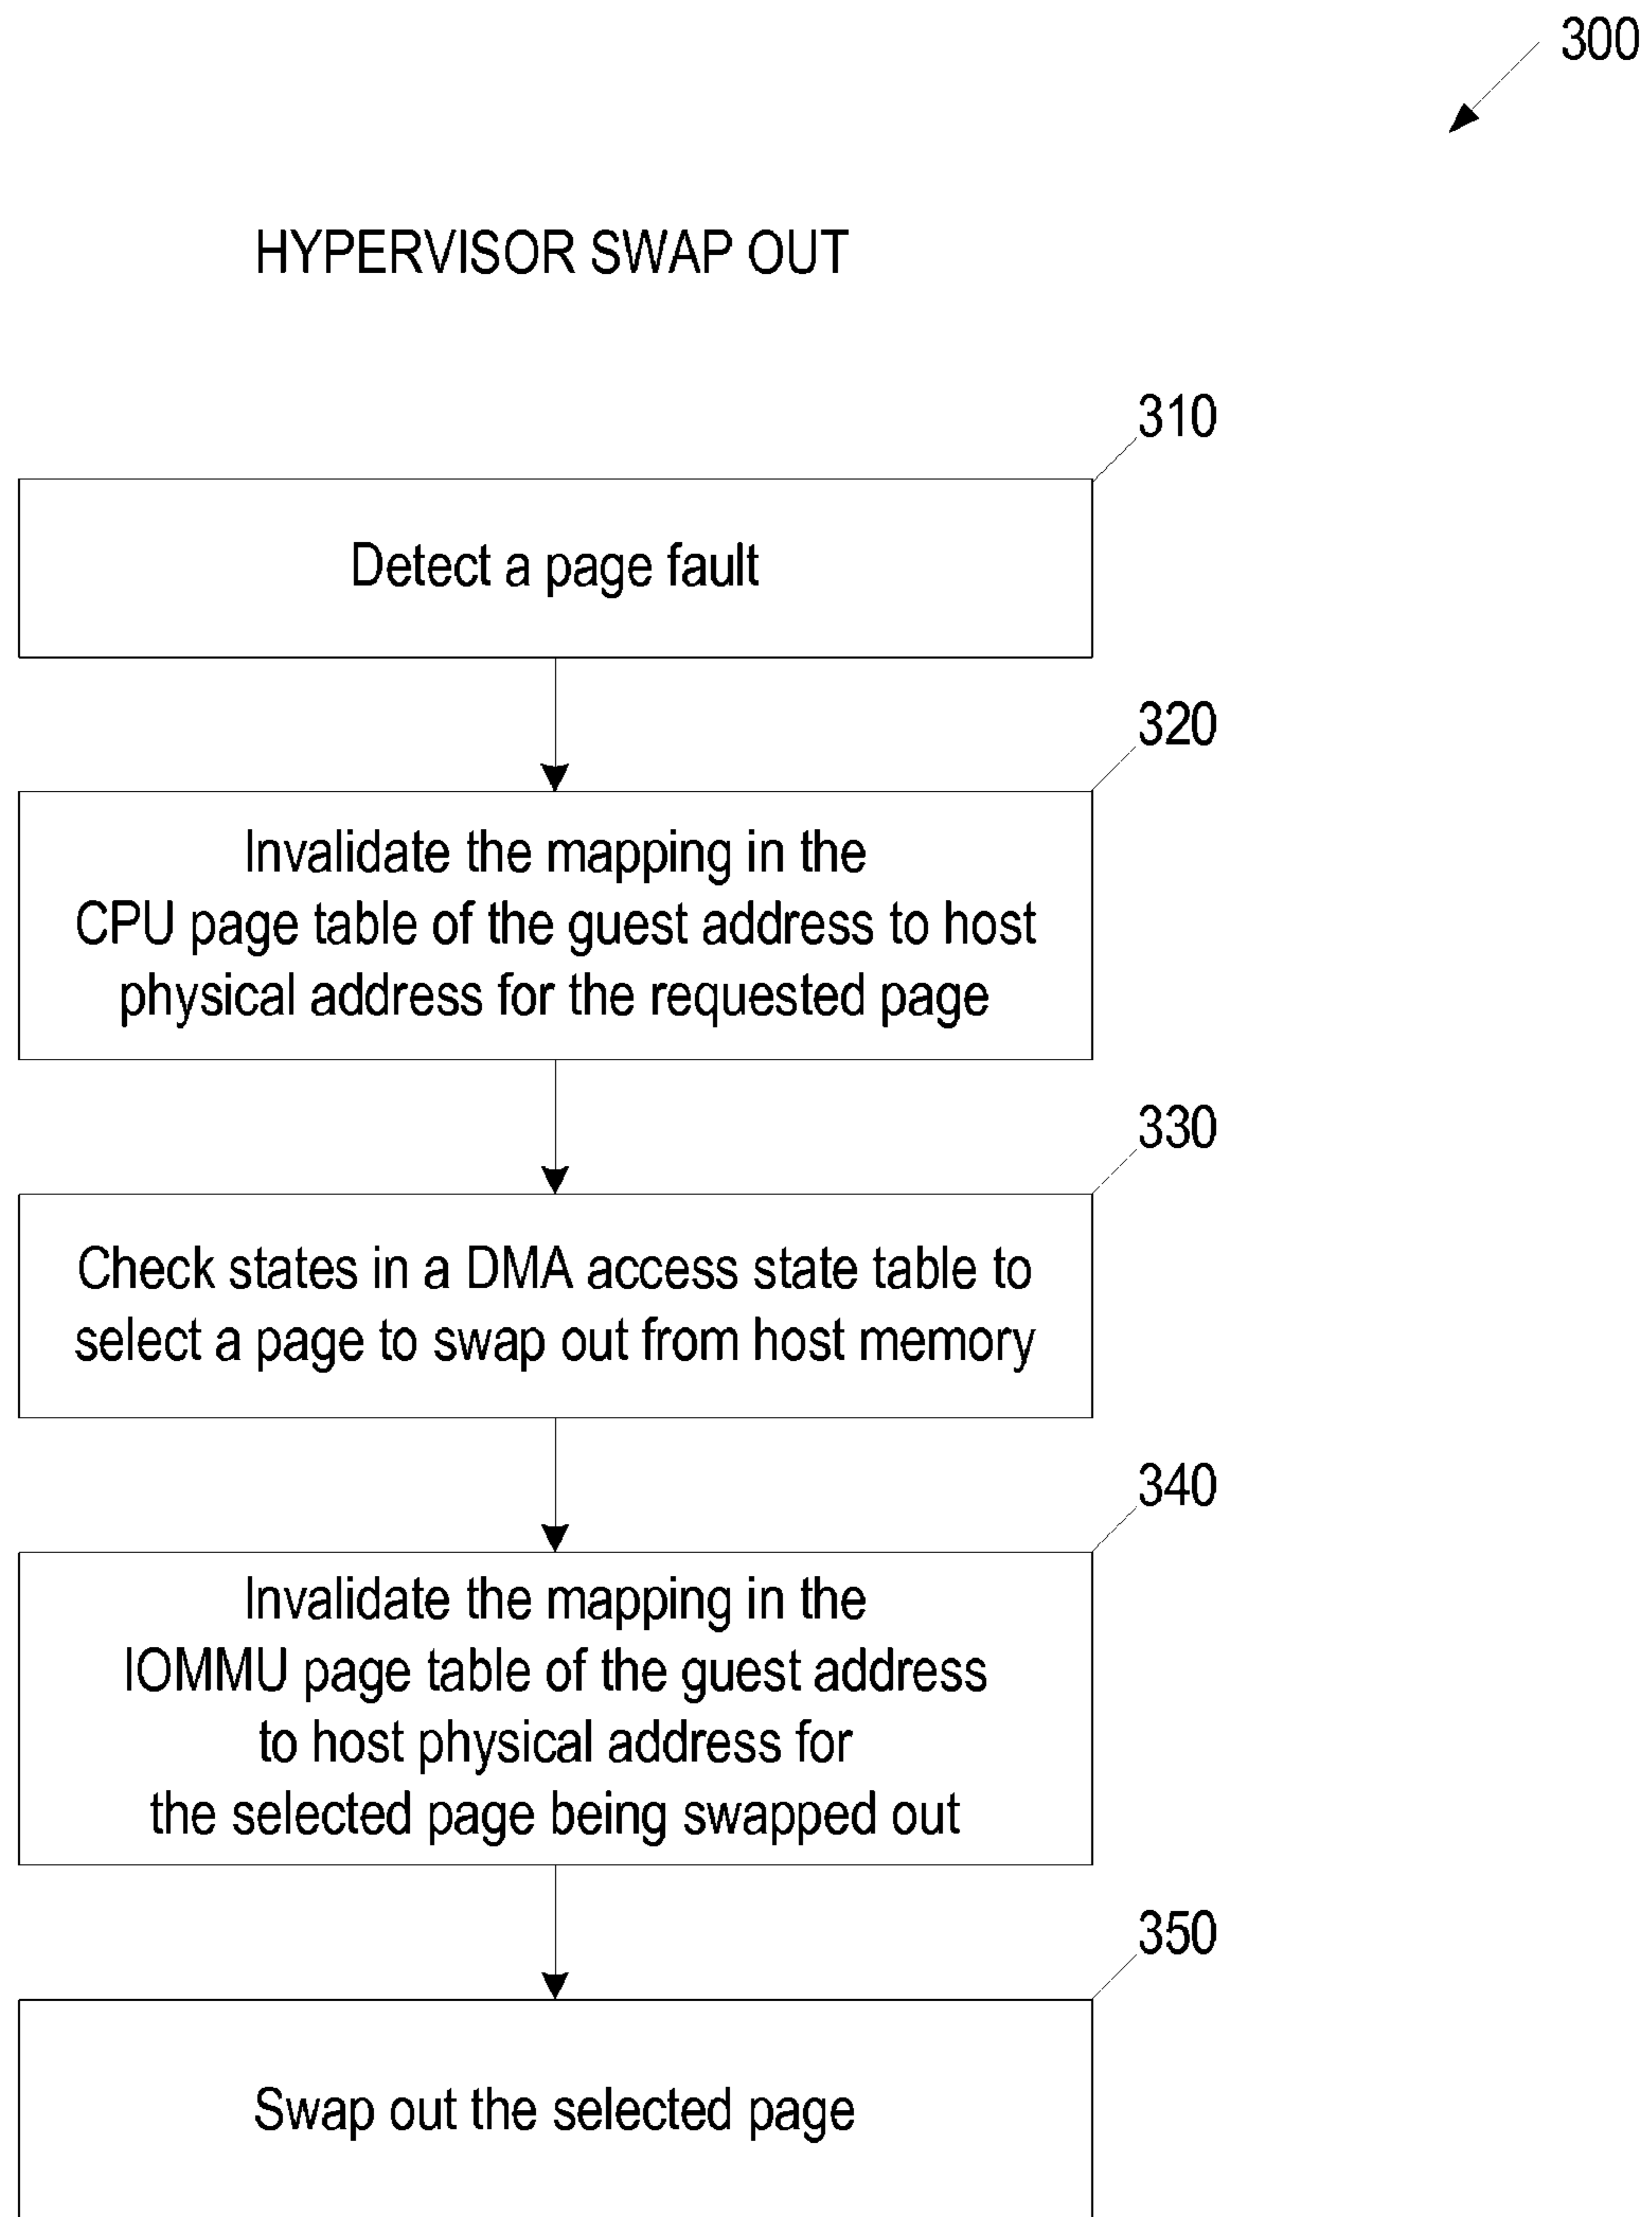 300
HYPERVISOR SWAP OUT
310
Detect a page fault
320
Invalidate the mapping in the
CPU page table of the guest address to host
physical address for the requested page
330
Check states in a DMA access state table to
select a page to swap out from host memory
340
Invalidate the mapping in the
IOMMU page table of the guest address
to host physical address for
the selected page being swapped out
350
Swap out the selected page